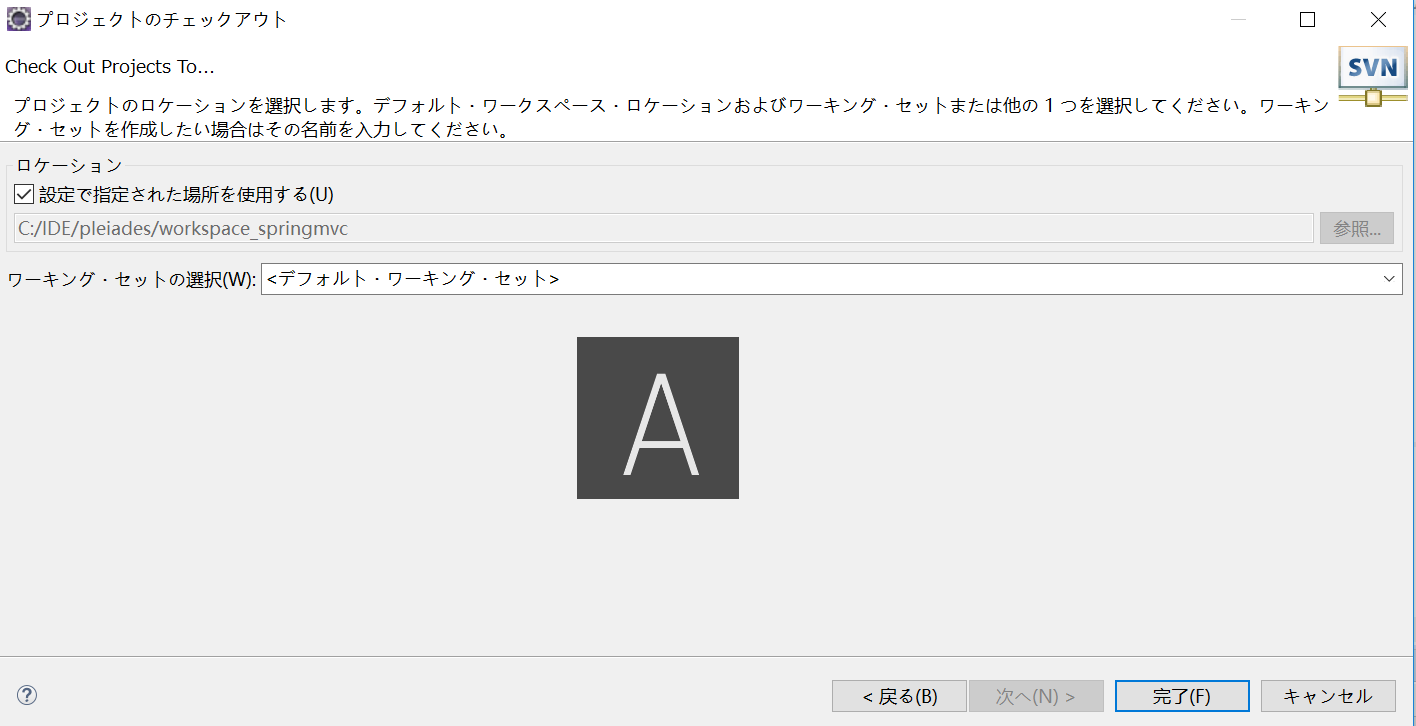 プロジェクトのチェックアウト
Check Out Projects To...
SVN
プロジェクトのロケーションを選択します。デフォルト・ワークスペース・ロケーションおよびワーキング・セットまたは他の 1 つを選択してください。ワーキン
グ・セットを作成したい場合はその名前を入力してください。
ロケーション
設定で指定された場所を使用する(U)
C:/IDE/pleiades/workspace_springmvc
参照...
ワーキング・セットの選択(W): <デフォルト・ワーキング・セット>
A
?
< 戻る(B) 次へ(N) > 完了(F) キャンセル